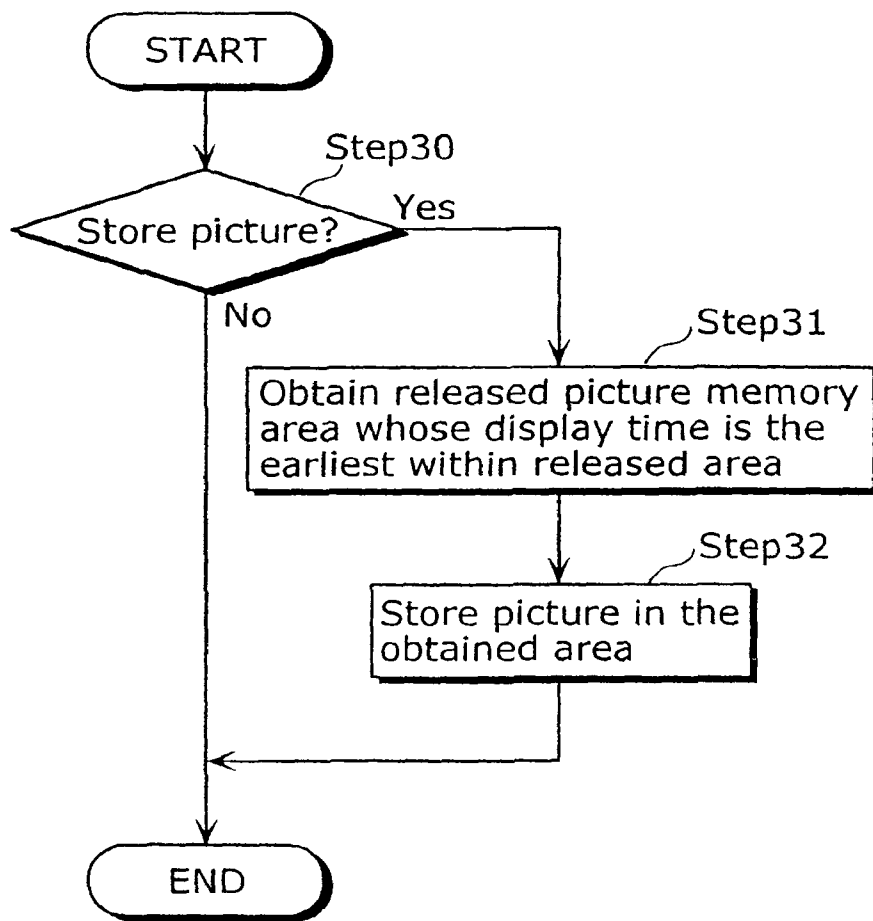 START
Step30
Store picture?
Yes
No
Step31
Obtain released picture memory
area whose display time is the
earliest within released area
Step32
Store picture in the
obtained area
END